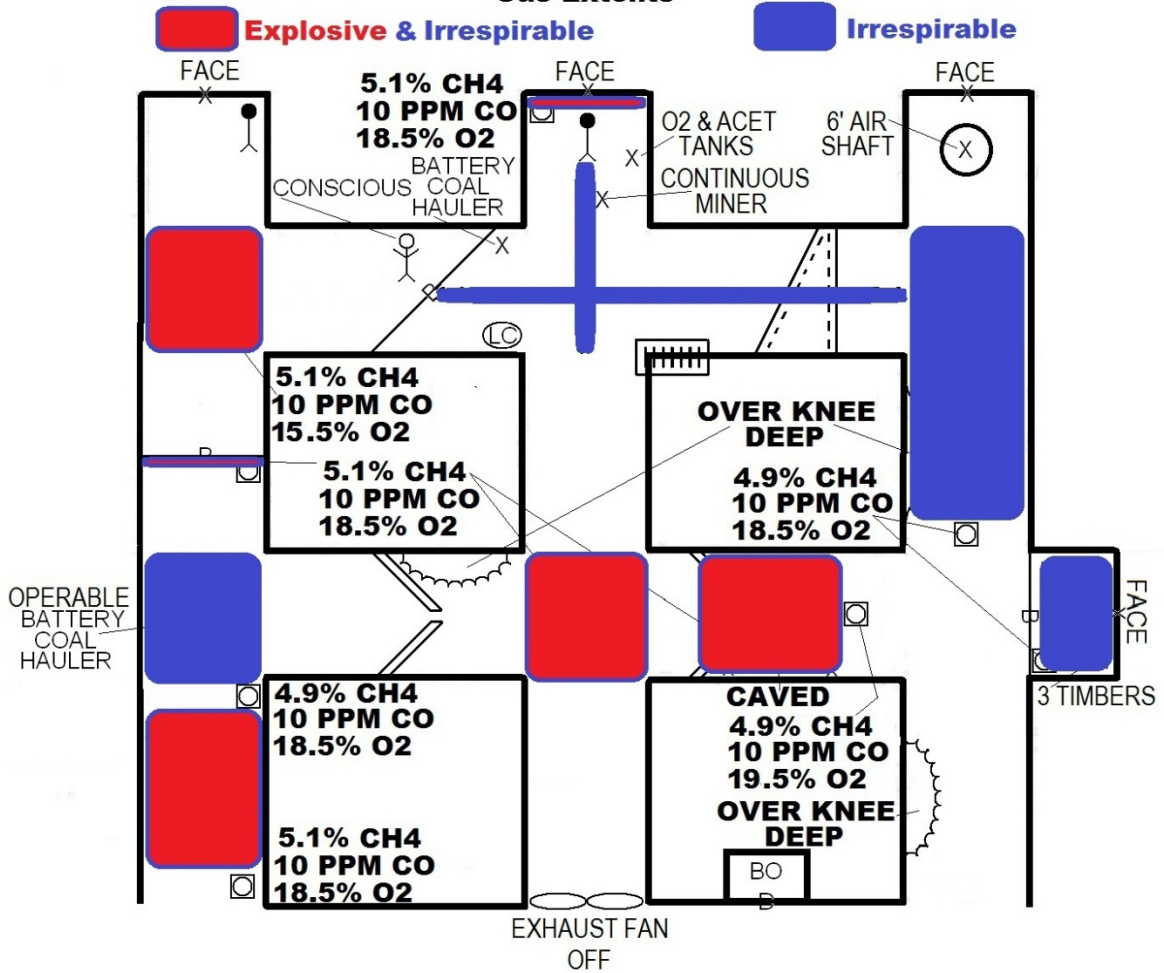 Gas Extents
Explosive & Irrespirable
Irrespirable
FACE
FACE
FACE
5.1% CH4
10 PPM CO
18.5% O2
O2 & ACET
TANKS
6' AIR
SHAFT
X
BATTERY
COAL
HAULER
X
CONSCIOUS
CONTINUOUS
MINER
X
X
X
LC
5.1% CH4
10 PPM CO
15.5% O2
OVER KNEE
DEEP
5.1% CH4
10 PPM CO
18.5% O2
4.9% CH4
10 PPM CO
18.5% O2
OPERABLE
BATTERY
COAL
HAULER
FACE
B
3 TIMBERS
4.9% CH4
10 PPM CO
18.5% O2
CAVED
4.9% CH4
10 PPM CO
19.5% O2
OVER KNEE
DEEP
5.1% CH4
10 PPM CO
18.5% O2
BO
B
EXHAUST FAN
OFF